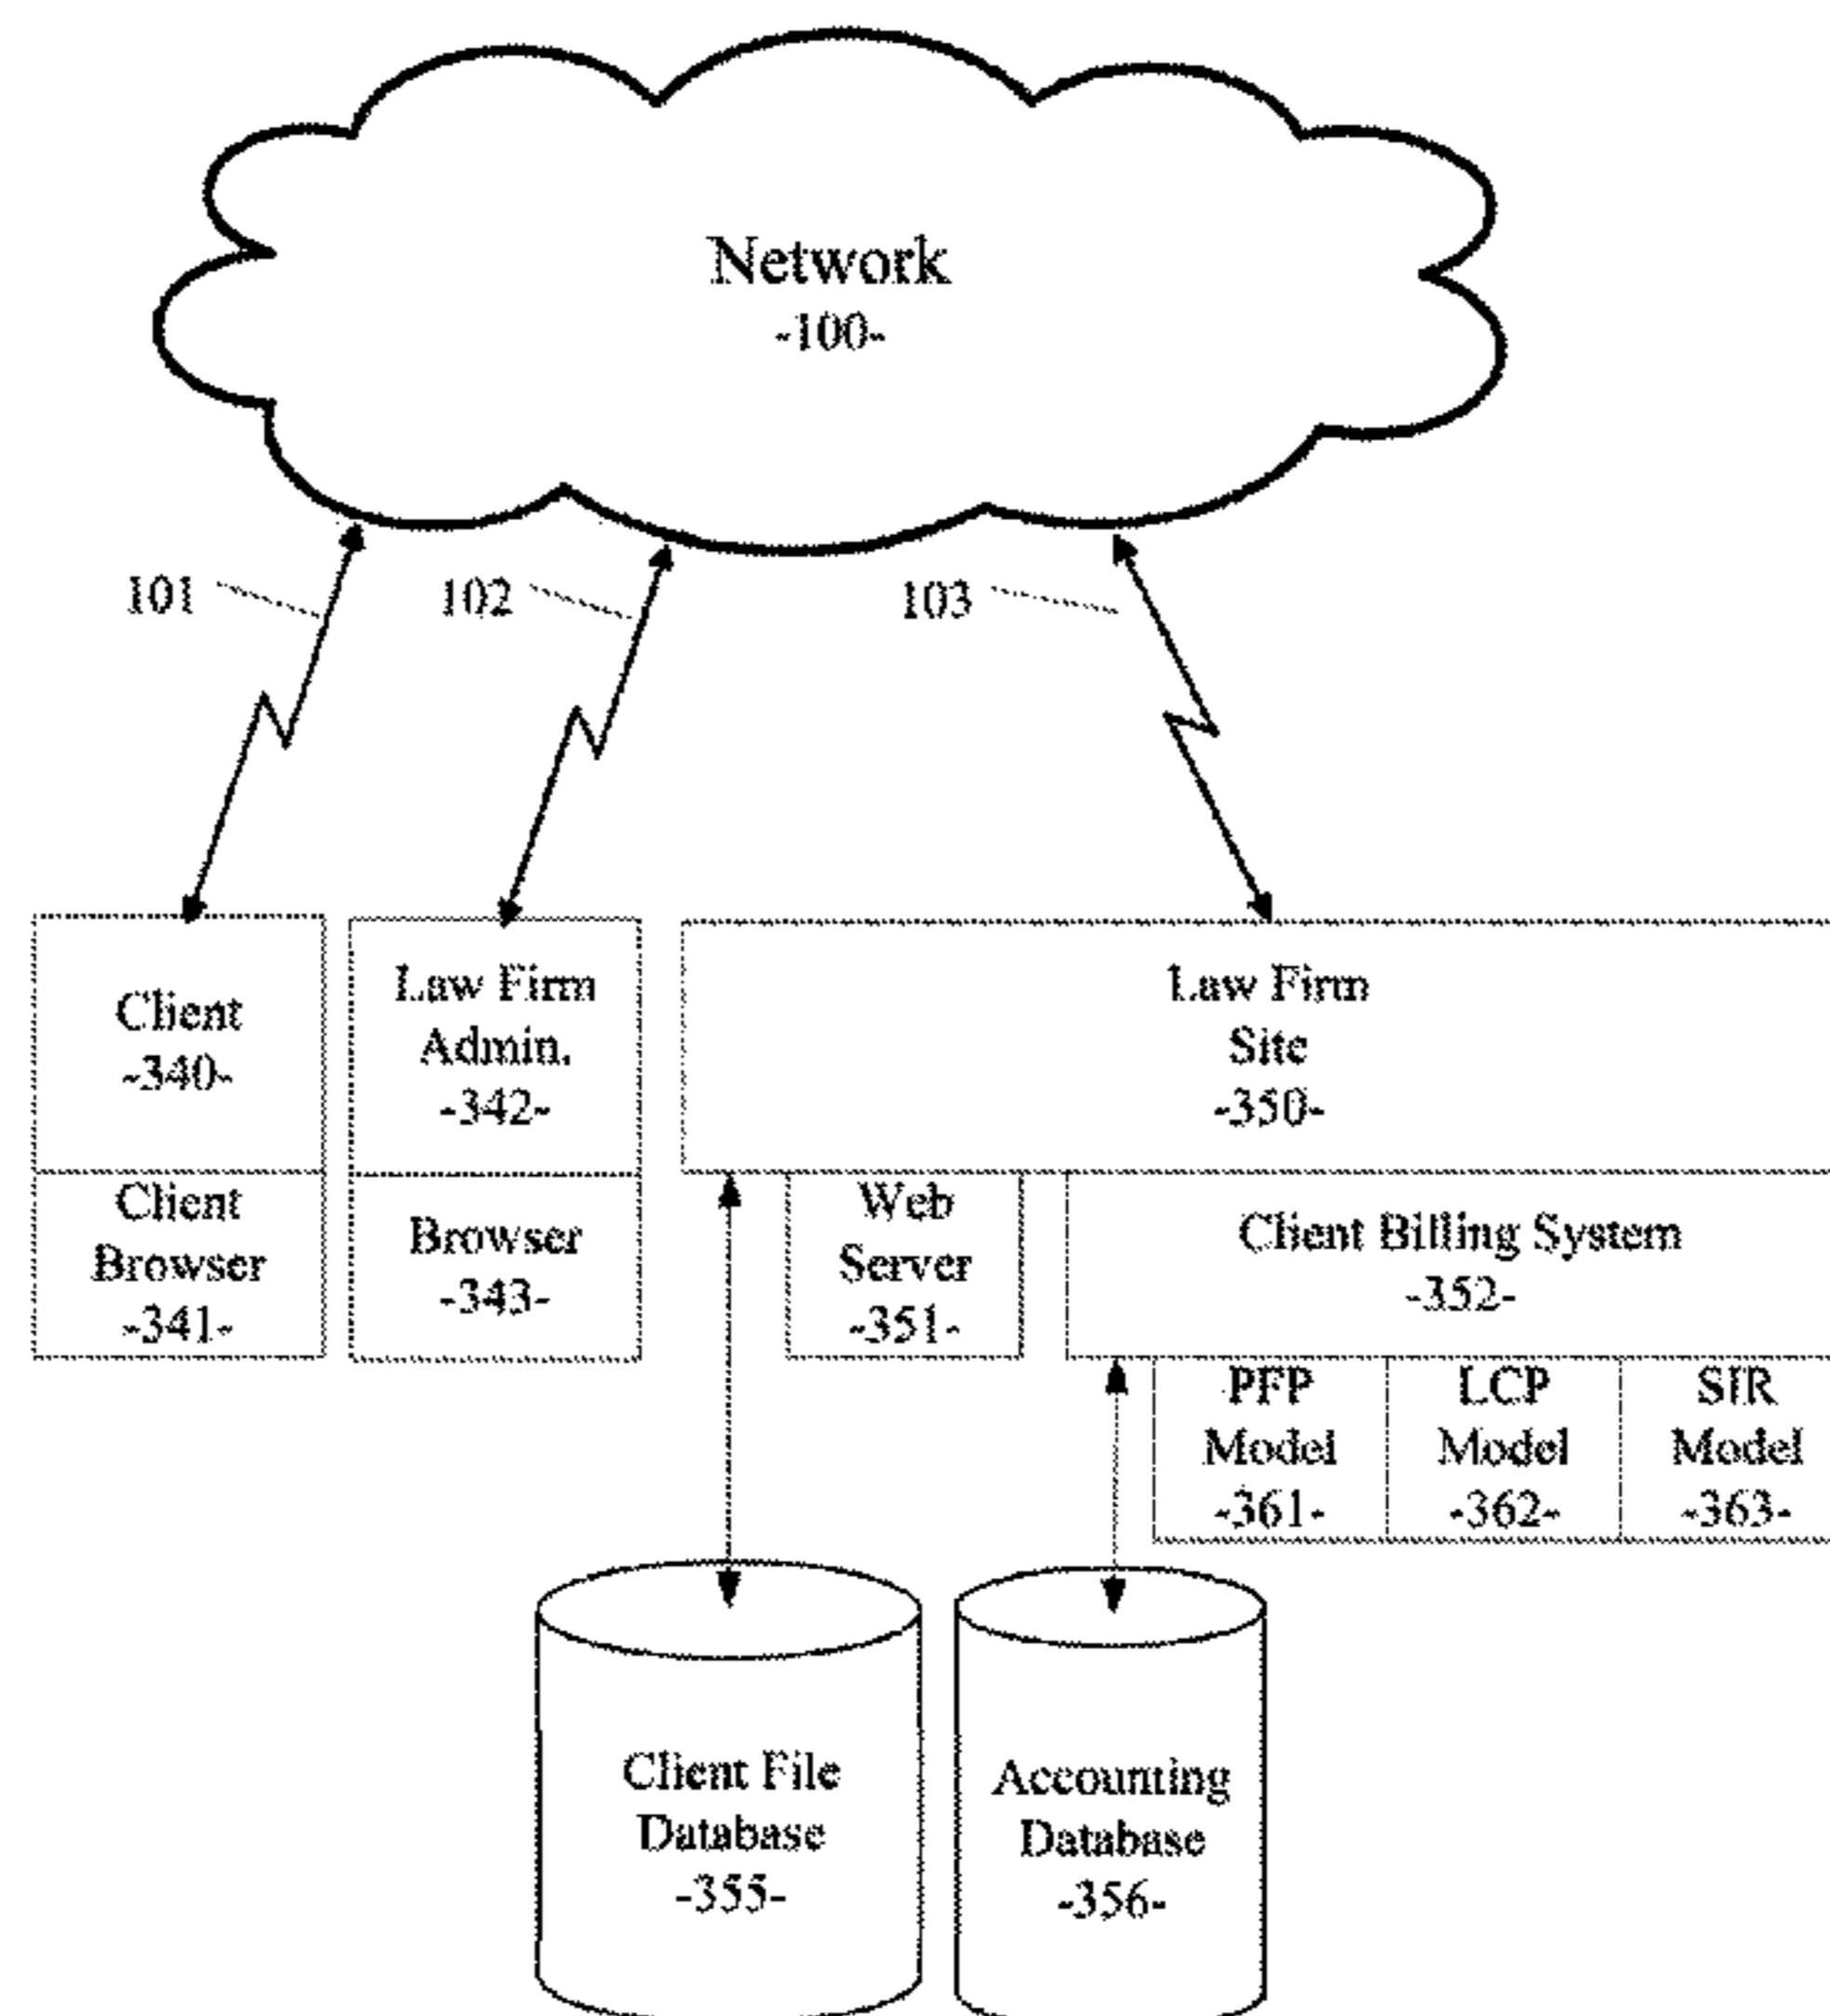 Network
-100-
101
102
103
Client
-340-
Law Firm
Admin.
-342-
Law Firm
Site
-350-
Client
Browser
-341-
Browser
-343-
Web
Server
-351-
Client Billing System
-352-
PFP
Model
-361-
LCP
Model
-362-
SIR
Model
-363-
Client File
Database
-355-
Accounting
Database
-356-